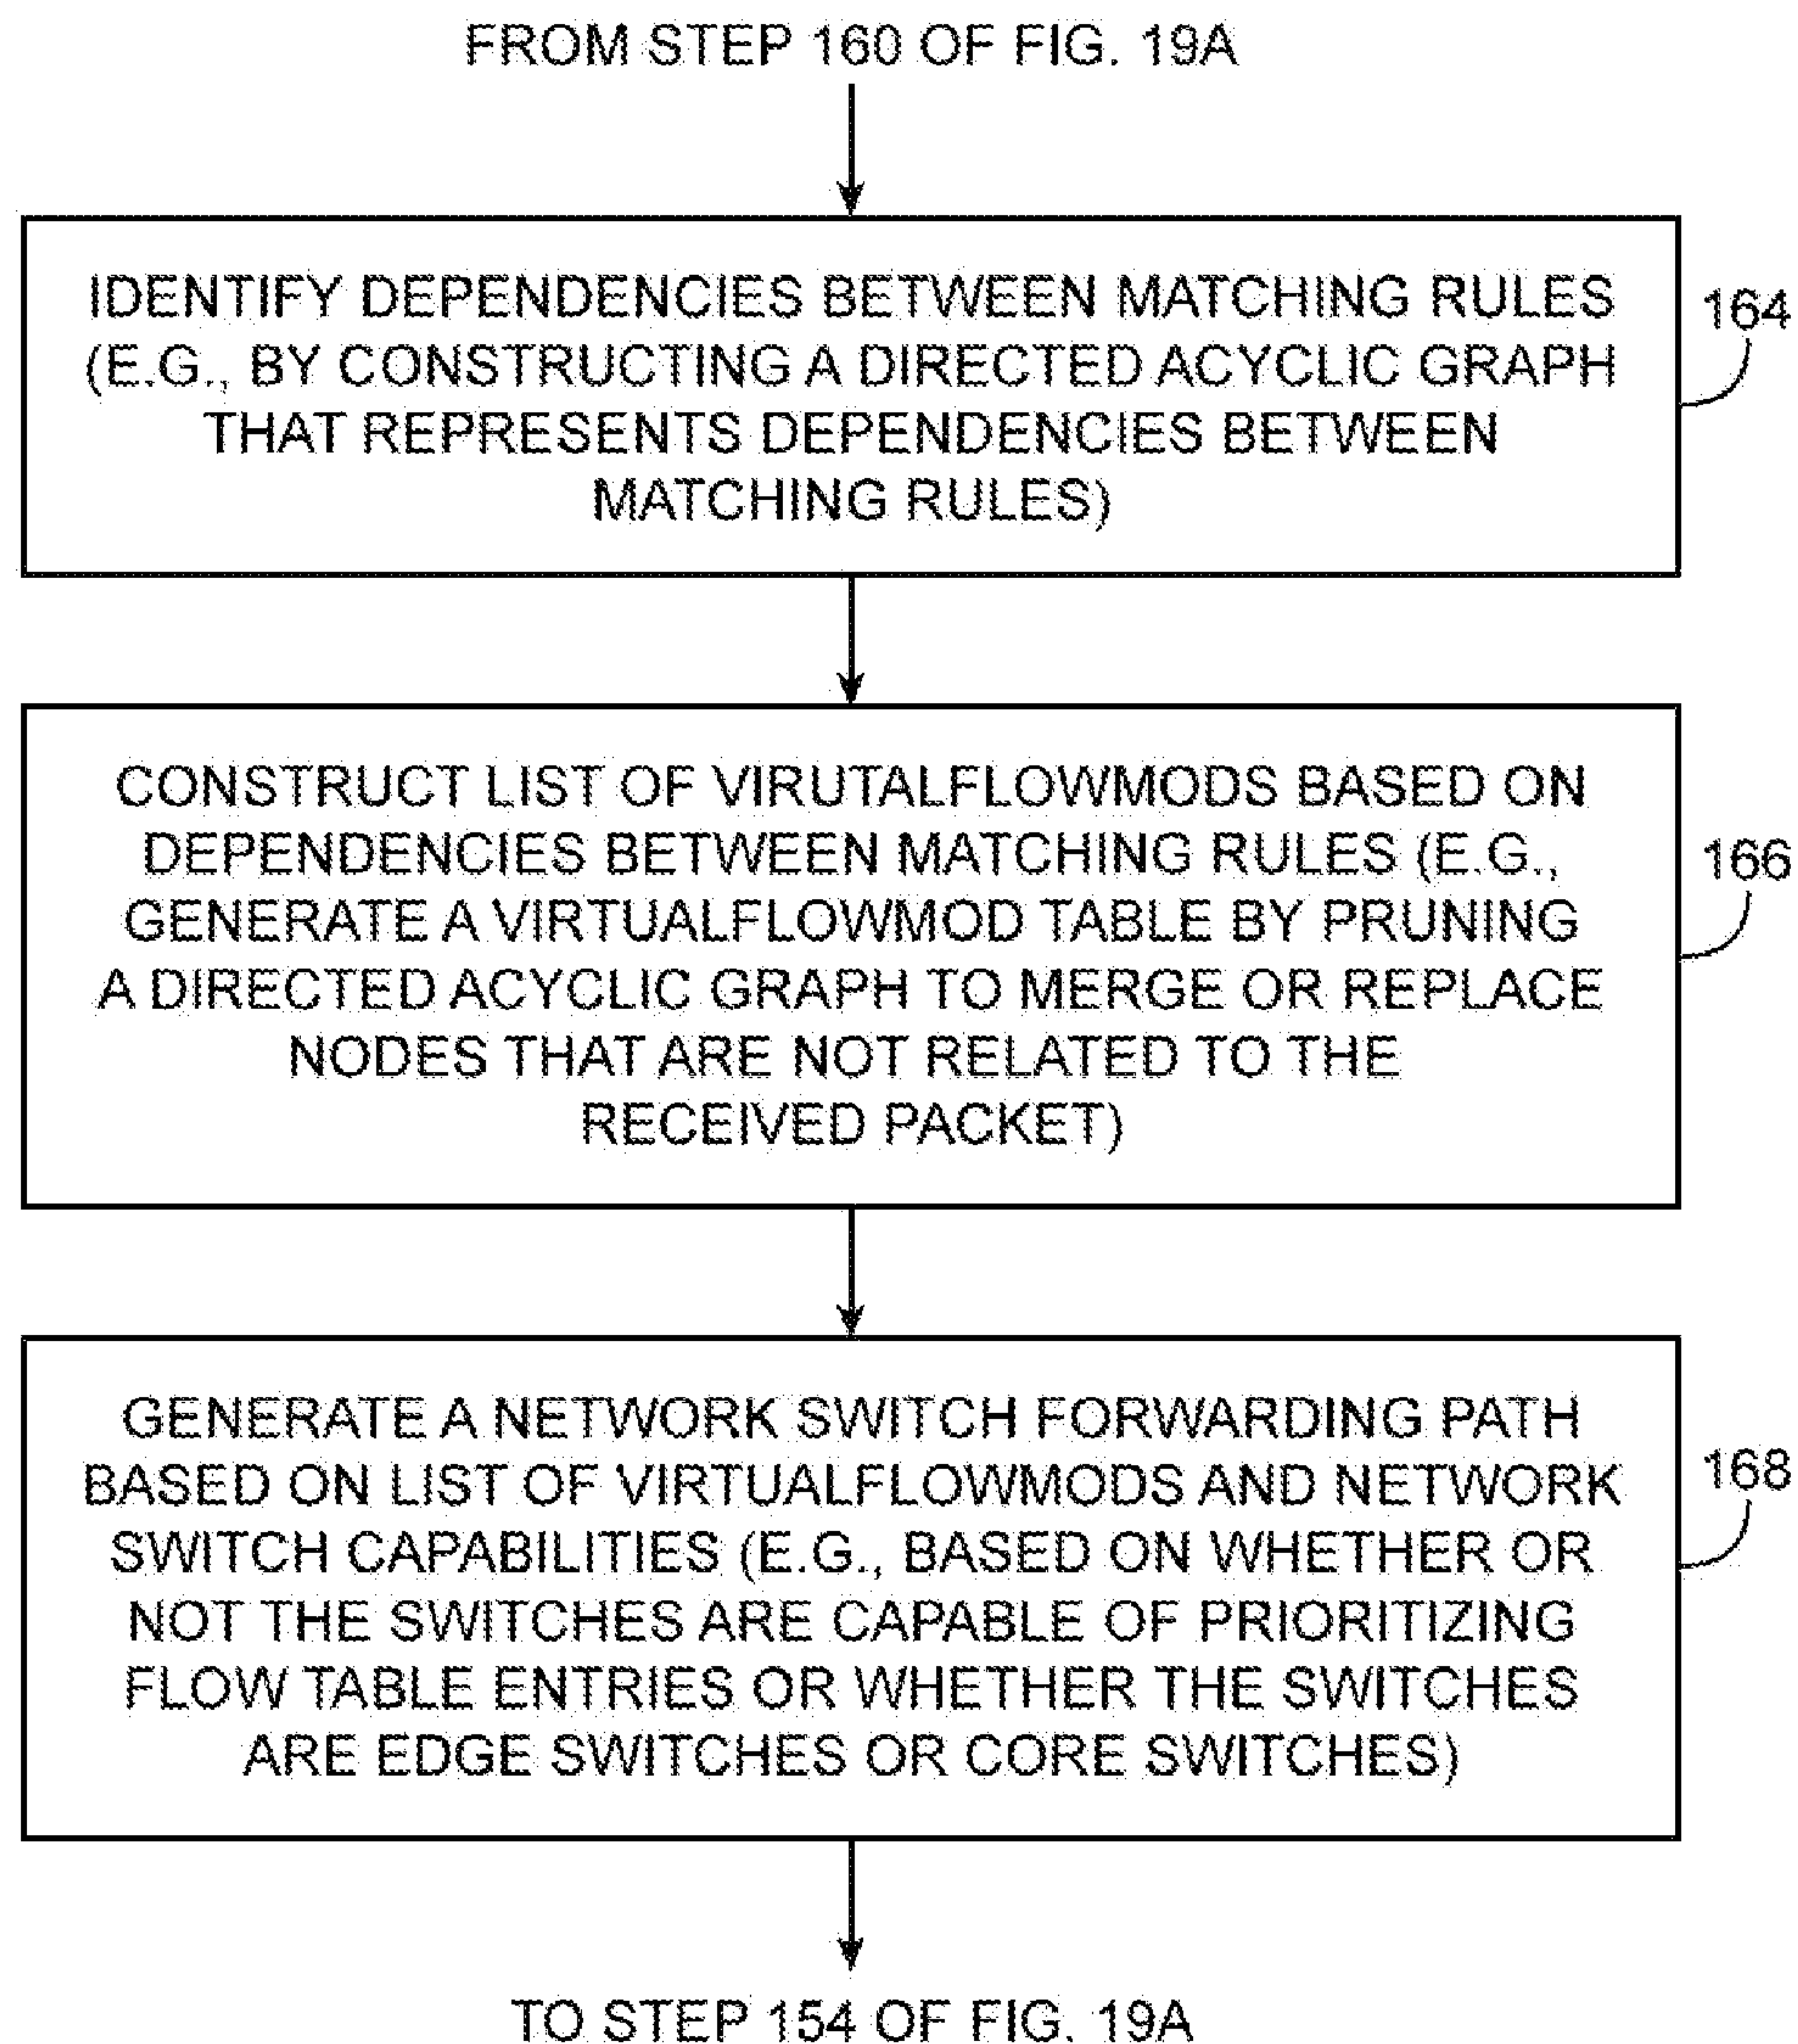 FROM STEP 160 OF FIG. 19A
IDENTIFY DEPENDENCIES BETWEEN MATCHING RULES
(E.G., BY CONSTRUCTING A DIRECTED ACYCLIC GRAPH
THAT REPRESENTS DEPENDENCIES BETWEEN
MATCHING RULES)
164
CONSTRUCT LIST OF VIRUTALFLOWMODS BASED ON
DEPENDENCIES BETWEEN MATCHING RULES (E.G.,
GENERATE A VIRTUALFLOWMOD TABLE BY PRUNING
A DIRECTED ACYCLIC GRAPH TO MERGE OR REPLACE
NODES THAT ARE NOT RELATED TO THE
RECEIVED PACKET)
166
GENERATE A NETWORK SWITCH FORWARDING PATH
BASED ON LIST OF VIRTUALFLOWMODS AND NETWORK
SWITCH CAPABILITIES (E.G., BASED ON WHETHER OR
NOT THE SWITCHES ARE CAPABLE OF PRIORITIZING
FLOW TABLE ENTRIES OR WHETHER THE SWITCHES
ARE EDGE SWITCHES OR CORE SWITCHES)
168
TO STEP 154 OF FIG. 19A